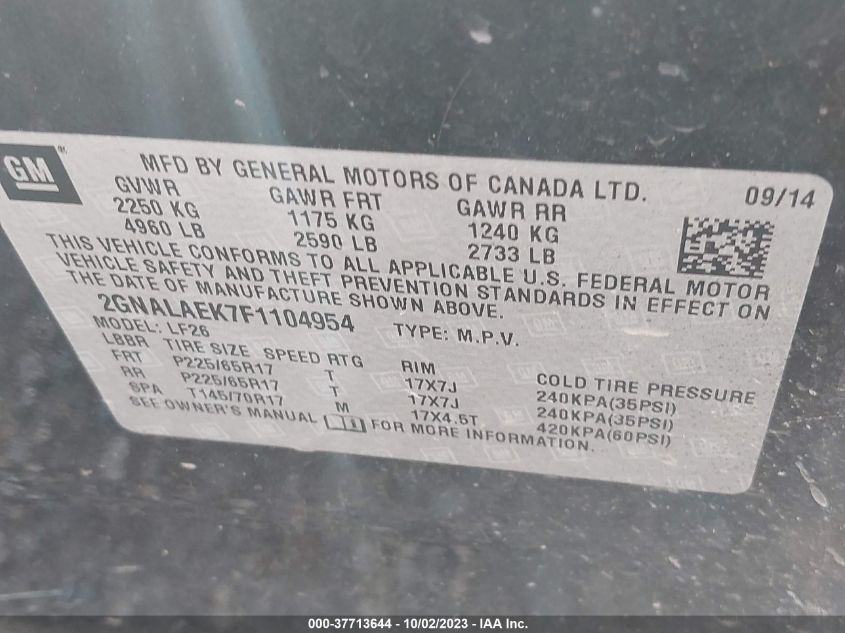 GM
MFD BY GENERAL MOTORS OF CANADA LTD. 09/14
GVWR GAWR FRT GAWR RR
2250 KG 1175 KG 1240 KG
4960 LB 2590 LB 2733 LB
THIS VEHICLE CONFORMS TO ALL APPLICABLE U.S. FEDERAL MOTOR
VEHICLE SAFETY AND THEFT PREVENTION STANDARDS IN EFFECT ON
THE DATE OF MANUFACTURE SHOWN ABOVE.
2GNALAEK7F1104954 TYPE: M.P.V.
MODEL: LF26
LBBR TIRE SIZE SPEED RTG RIM COLD TIRE PRESSURE
FRT P225/65R17 T 17X7J 240KPA(35PSI)
RR P225/65R17 T 17X7J 240KPA(35PSI)
SPA T145/70R17 M 17X4.5T 420KPA(60PSI)
SEE OWNER'S MANUAL FOR MORE INFORMATION.
000-37713644 - 10/02/2023 - IAA Inc.